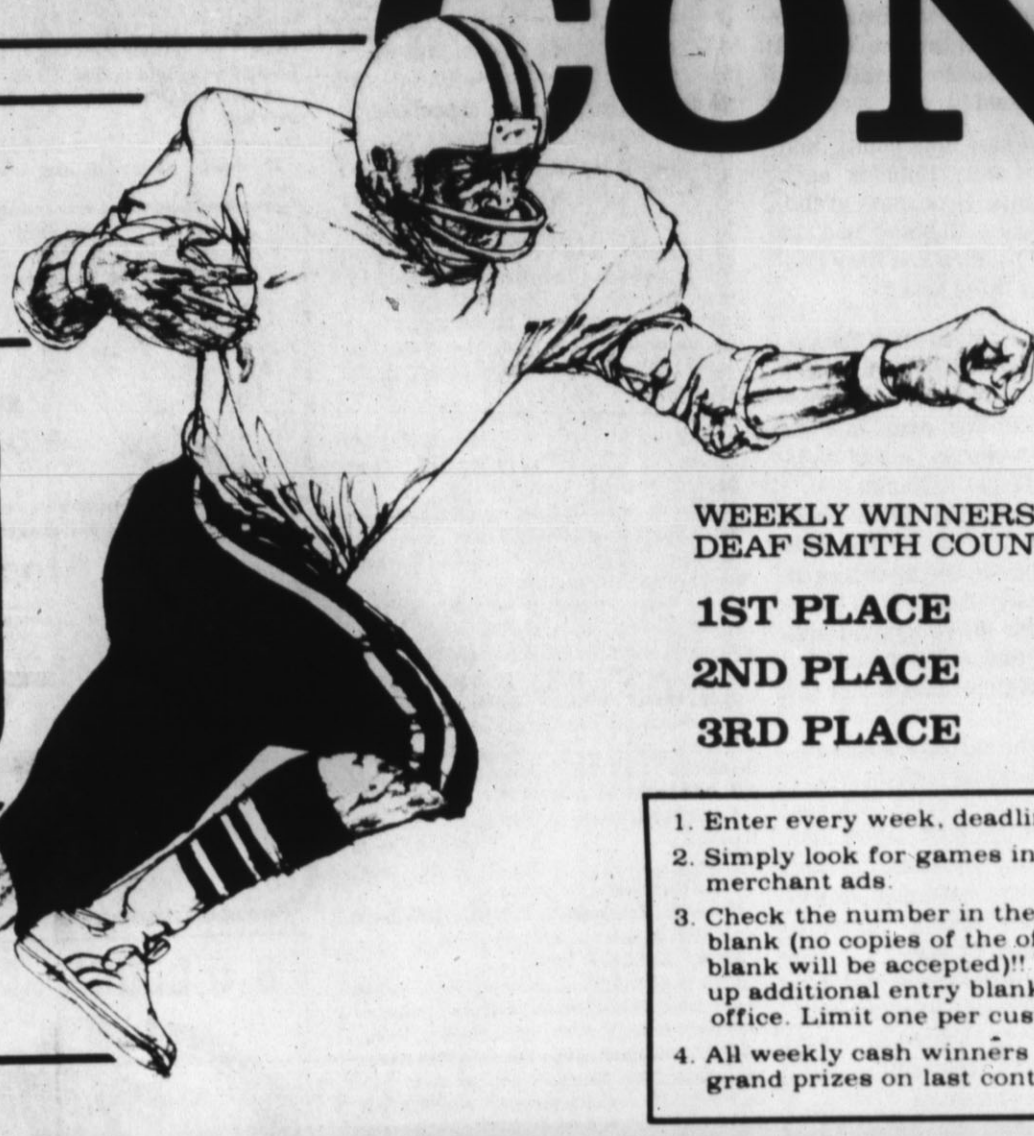 CON
WEEKLY WINNERS
DEAF SMITH COUN
1ST PLACE
2ND PLACE
3RD PLACE
1. Enter every week, deadli
2. Simply look for games in
merchant ads.
3. Check the number in the
blank (no copies of the of
blank will be accepted)!!
up additional entry blank
office. Limit one per cus
4. All weekly cash winners
grand prizes on last cont